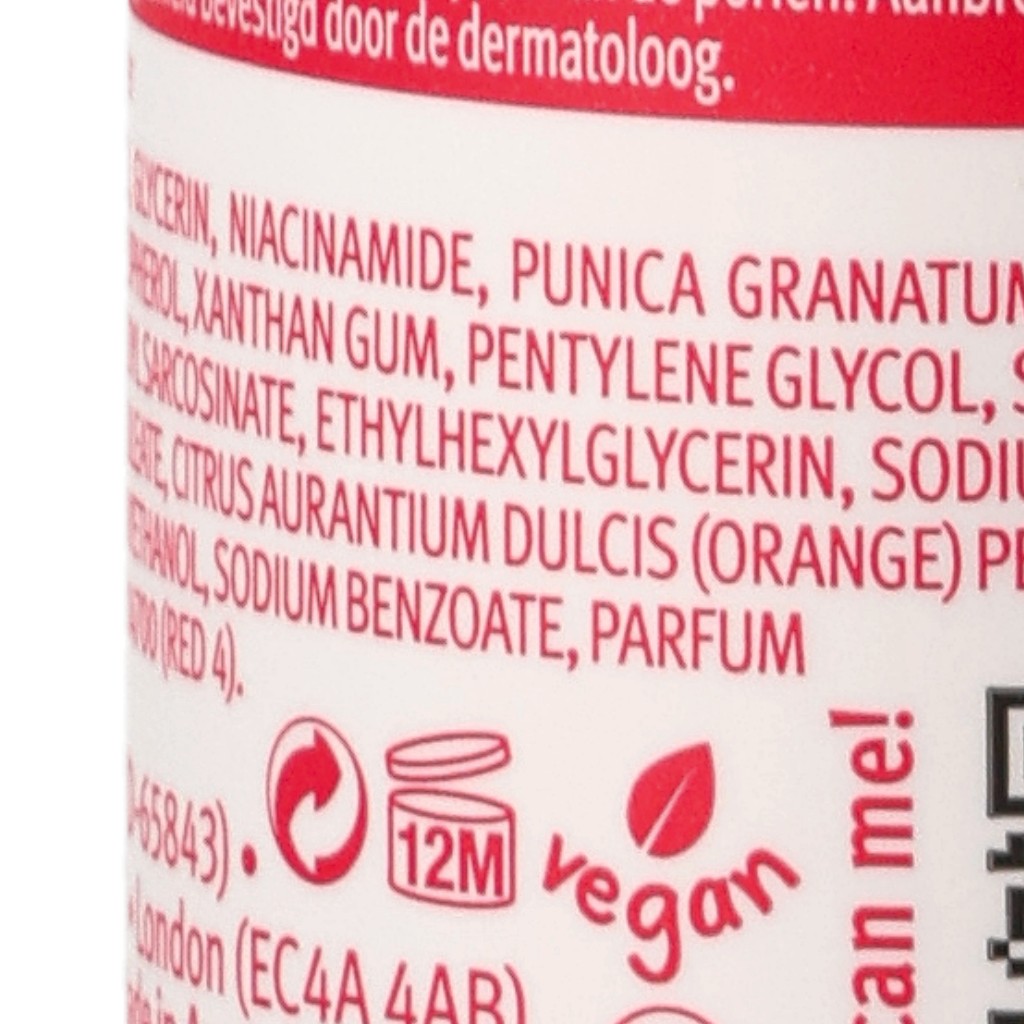 bevestigd door de dermatoloog.
GLYCERIN, NIACINAMIDE, PUNICA GRANATUM
XANTHAN GUM, PENTYLENE GLYCOL,
SARCOSINATE, ETHYLHEXYLGLYCERIN, SODIU
CITRUS AURANTIUM DULCIS (ORANGE) PE
SODIUM BENZOATE, PARFUM
(RED 4).
65843) •
12M
vegan
London (EC4A 4AB)
can me!